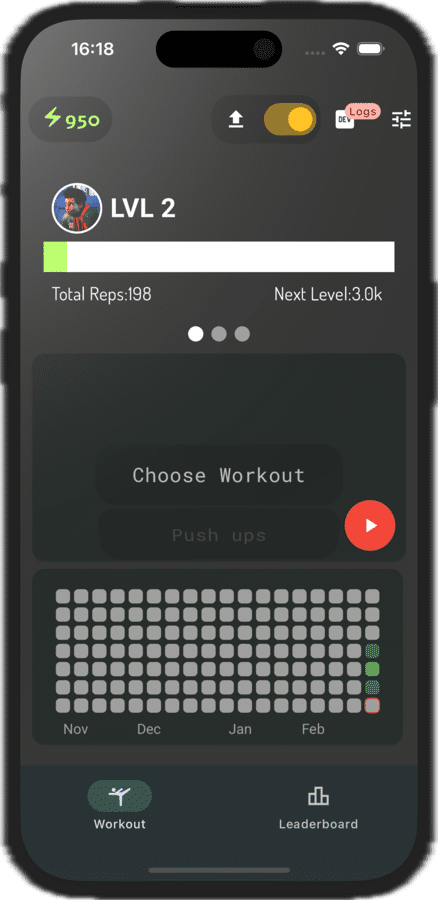 16:18
950
DEV
Logs
LVL 2
Total Reps:198 Next Level:3.0k
Choose Workout
Push ups
Nov Dec Jan Feb
Workout Leaderboard